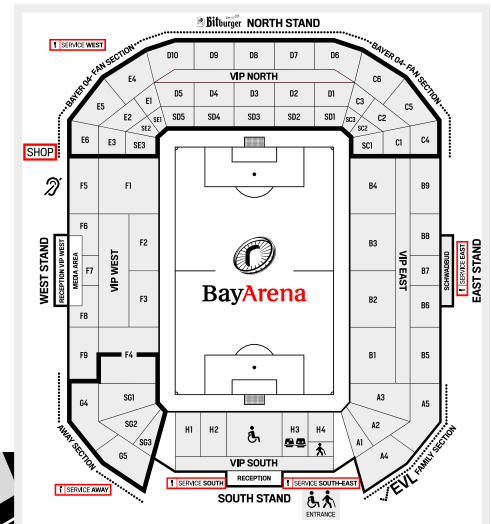 Bitburger NORTH STAND
! SERVICE WEST
BAYER 04- FAN SECTION
BAYER 04- FAN SECTION
D10 D9 D8 D7 D6
E4 VIP NORTH C6
E5 E1 D5 D4 D3 D2 D1 C3 C5
E2 SE1 SD5 SD4 SD3 SD2 SD1 SC3 C2
SE2 SC2
E6 E3 SE3 SC1 C1 C4
SHOP
F5 F1 B4 B9
F6 F2 B3 B8
WEST STAND
RECEPTION VIP WEST
MEDIA AREA
F7 VIP WEST VIP EAST B7
SCHWADBUD
! SERVICE EAST
EAST STAND
BayArena
F8 F3 B2 B6
F9 F4 B1 B5
G4 SG1 A3 A5
SG2 A2
SG3 H1 H2 H3 H4 A1
G5 A4
AWAY SECTION
VIP SOUTH
EVL FAMILY SECTION
! SERVICE AWAY
! SERVICE SOUTH
RECEPTION
! SERVICE SOUTH-EAST
SOUTH STAND
ENTRANCE